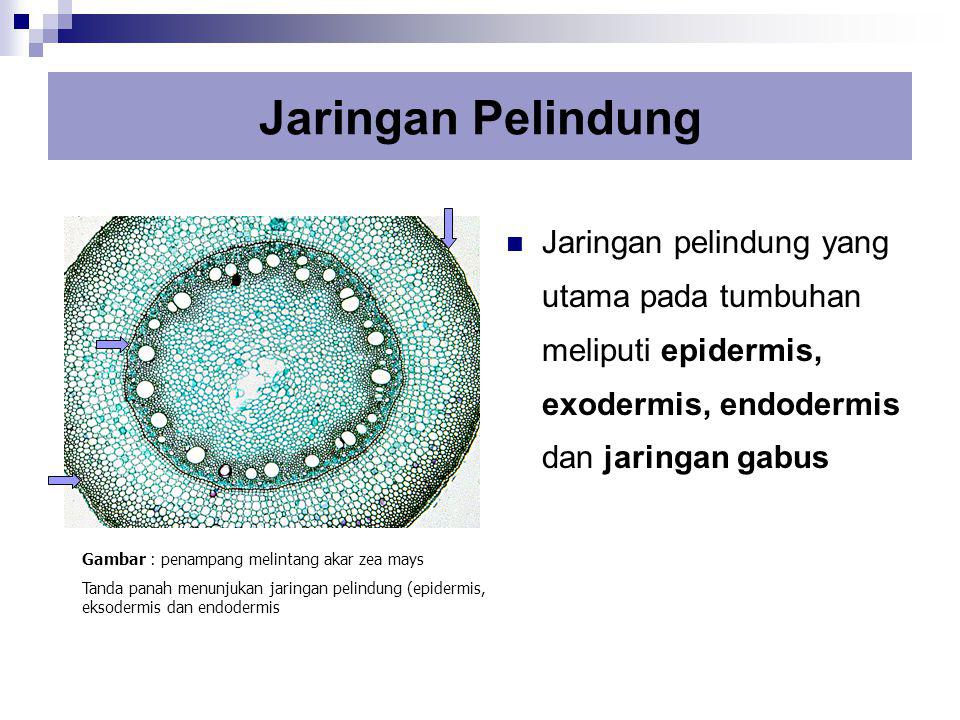 Jaringan Pelindung
Jaringan pelindung yang
utama pada tumbuhan
meliputi epidermis,
exodermis, endodermis
dan jaringan gabus
Gambar : penampang melintang akar zea mays
Tanda panah menunjukan jaringan pelindung (epidermis,
eksodermis dan endodermis